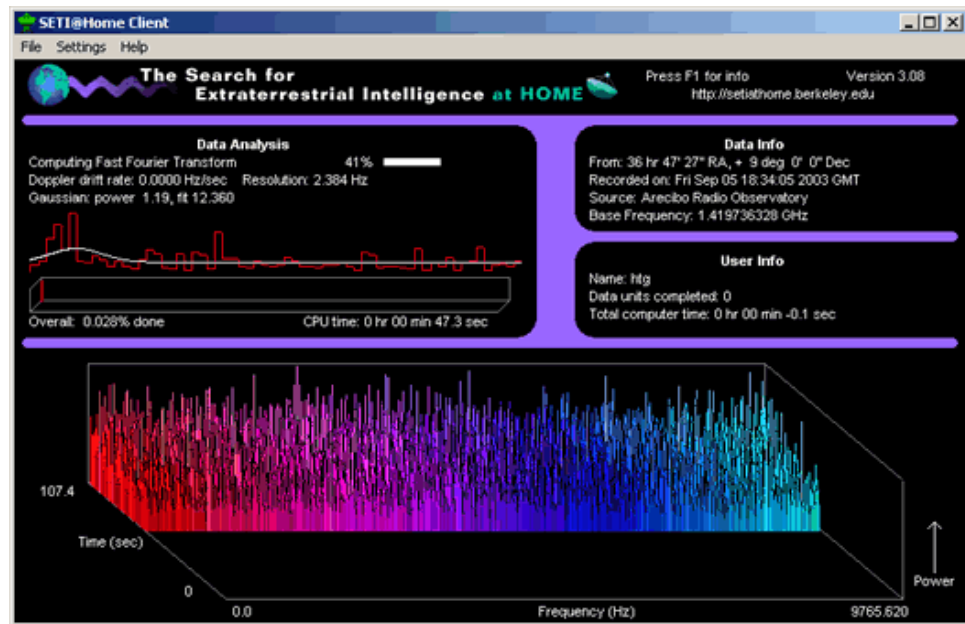 SETI@Home Client
File Settings Help
The Search for
Extraterrestrial Intelligence at HOME
Press F1 for info Version 3.08
http://setiathome.berkeley.edu
Data Analysis
Computing Fast Fourier Transform 41%
Doppler drift rate: 0.0000 Hz/sec Resolution: 2.384 Hz
Gaussian: power 1.19, fit 12.360
Overall: 0.028% done CPU time: 0 hr 00 min 47.3 sec
Data Info
From: 36 hr 47' 27" RA, + 9 deg 0' 0" Dec
Recorded on: Fri Sep 05 18:34:05 2003 GMT
Source: Arecibo Radio Observatory
Base Frequency: 1.419736328 GHz
User Info
Name: htg
Data units completed: 0
Total computer time: 0 hr 00 min -0.1 sec
107.4
Time (sec)
0
Power
0.0 Frequency (Hz) 9765.620